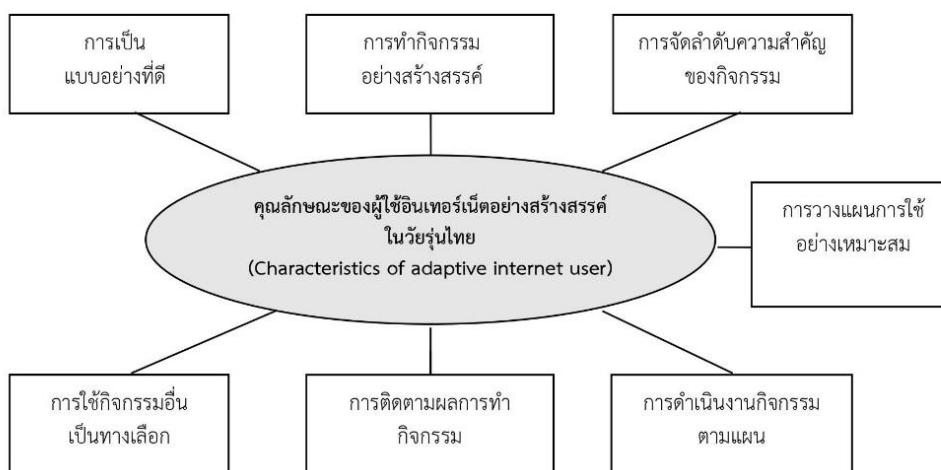 การเป็น
แบบอย่างที่ดี
การทำกิจกรรม
อย่างสร้างสรรค์
การจัดลำดับความสำคัญ
ของกิจกรรม
คุณลักษณะของผู้ใช้อินเทอร์เน็ตอย่างสร้างสรรค์
ในวัยรุ่นไทย
(Characteristics of adaptive internet user)
การวางแผนการใช้
อย่างเหมาะสม
การใช้กิจกรรมอื่น
เป็นทางเลือก
การติดตามผลการทำ
กิจกรรม
การดำเนินงานกิจกรรม
ตามแผน